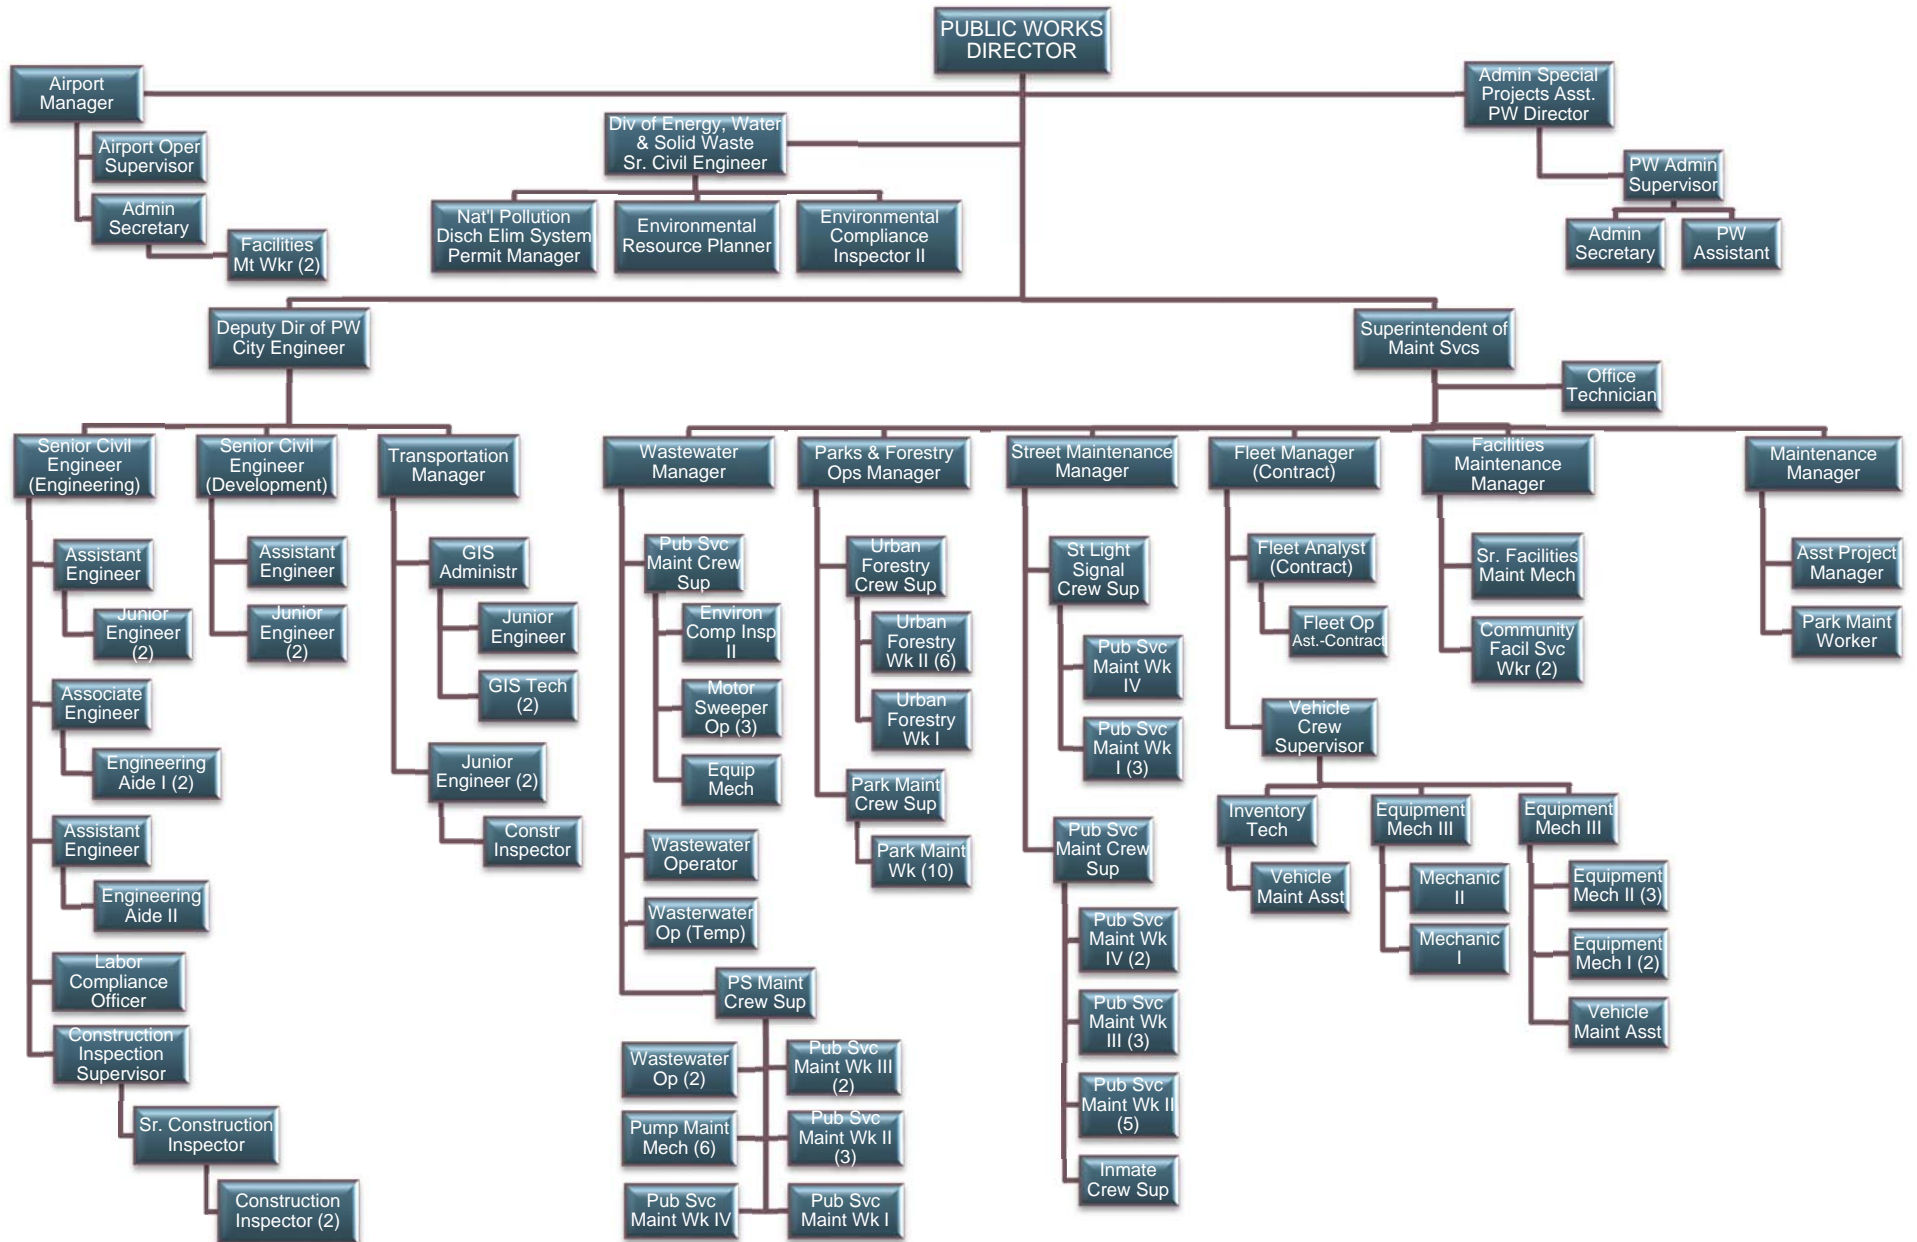 PUBLIC WORKS
DIRECTOR
Airport
Manager
Admin Special
Projects Asst.
PW Director
Div of Energy, Water
& Solid Waste
Sr. Civil Engineer
Airport Oper
Supervisor
PW Admin
Supervisor
Admin
Secretary
Nat'l Pollution
Disch Elim System
Permit Manager
Environmental
Resource Planner
Environmental
Compliance
Inspector II
Facilities
Mt Wkr (2)
Admin
Secretary
PW
Assistant
Deputy Dir of PW
City Engineer
Superintendent of
Maint Svcs
Office
Technician
Senior Civil
Engineer
(Engineering)
Senior Civil
Engineer
(Development)
Transportation
Manager
Wastewater
Manager
Parks & Forestry
Ops Manager
Street Maintenance
Manager
Fleet Manager
(Contract)
Facilities
Maintenance
Manager
Maintenance
Manager
Assistant
Engineer
Junior
Engineer
(2)
Associate
Engineer
Engineering
Aide I (2)
Assistant
Engineer
Engineering
Aide II
Labor
Compliance
Officer
Construction
Inspection
Supervisor
Sr. Construction
Inspector
Construction
Inspector (2)
Assistant
Engineer
Junior
Engineer
(2)
GIS
Administr
Junior
Engineer
GIS Tech
(2)
Junior
Engineer (2)
Constr
Inspector
Pub Svc
Maint Crew
Sup
Environ
Comp Insp
II
Motor
Sweeper
Op (3)
Equip
Mech
Wastewater
Operator
Wasterwater
Op (Temp)
PS Maint
Crew Sup
Wastewater
Op (2)
Pub Svc
Maint Wk III
(2)
Pump Maint
Mech (6)
Pub Svc
Maint Wk II
(3)
Pub Svc
Maint Wk IV
Pub Svc
Maint Wk I
Urban
Forestry
Crew Sup
Urban
Forestry
Wk II (6)
Urban
Forestry
Wk I
Park Maint
Crew Sup
Park Maint
Wk (10)
St Light
Signal
Crew Sup
Pub Svc
Maint Wk
IV
Pub Svc
Maint Wk
I (3)
Pub Svc
Maint Crew
Sup
Pub Svc
Maint Wk
IV (2)
Pub Svc
Maint Wk
III (3)
Pub Svc
Maint Wk II
(5)
Inmate
Crew Sup
Fleet Analyst
(Contract)
Fleet Op
Ast.-Contract
Vehicle
Crew
Supervisor
Inventory
Tech
Vehicle
Maint Asst
Equipment
Mech III
Mechanic
II
Mechanic
I
Equipment
Mech III
Equipment
Mech II (3)
Equipment
Mech I (2)
Vehicle
Maint Asst
Sr. Facilities
Maint Mech
Community
Facil Svc
Wkr (2)
Asst Project
Manager
Park Maint
Worker